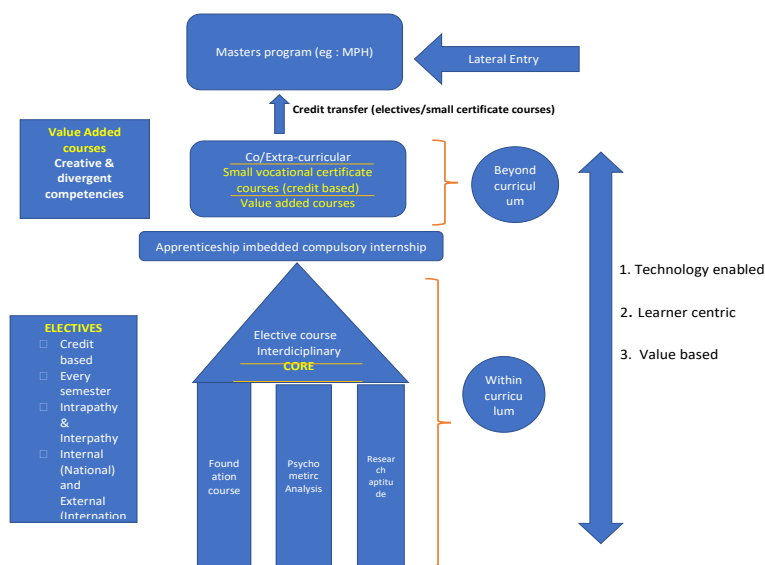 Masters program (eg : MPH)
Lateral Entry
Credit transfer (electives/small certificate courses)
Value Added
courses
Creative &
divergent
competencies
Co/Extra-curricular
Small vocational certificate
courses (credit based)
Value added courses
Beyond
curricul
um
Apprenticeship imbedded compulsory internship
1. Technology enabled
2. Learner centric
3. Value based
Elective course
Interdiciplinary
CORE
ELECTIVES
Credit
based
Every
semester
Intrapathy
&
Interpathy
Internal
(National)
and
External
(Internation
Within
curricu
lum
Found
ation
course
Psycho
metirc
Analysis
Resear
ch
aptitu
de